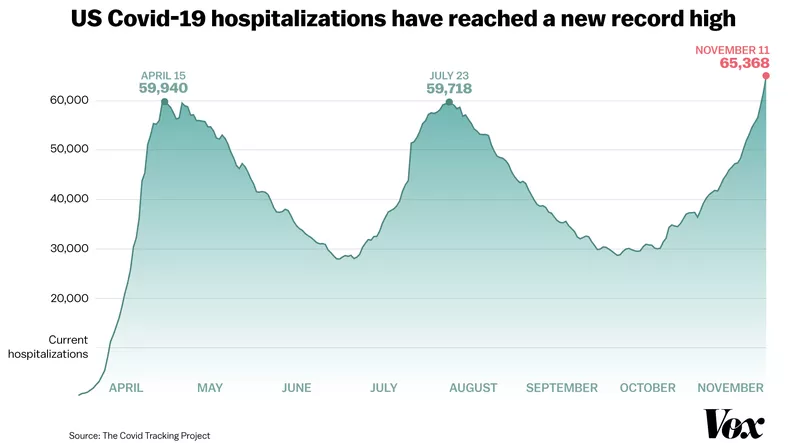 US Covid-19 hospitalizations have reached a new record high
NOVEMBER 11
65,368
APRIL 15
59,940
JULY 23
59,718
60,000
50,000
40,000
30,000
20,000
Current
hospitalizations
APRIL MAY JUNE JULY AUGUST SEPTEMBER OCTOBER NOVEMBER
Source: The Covid Tracking Project
Vox